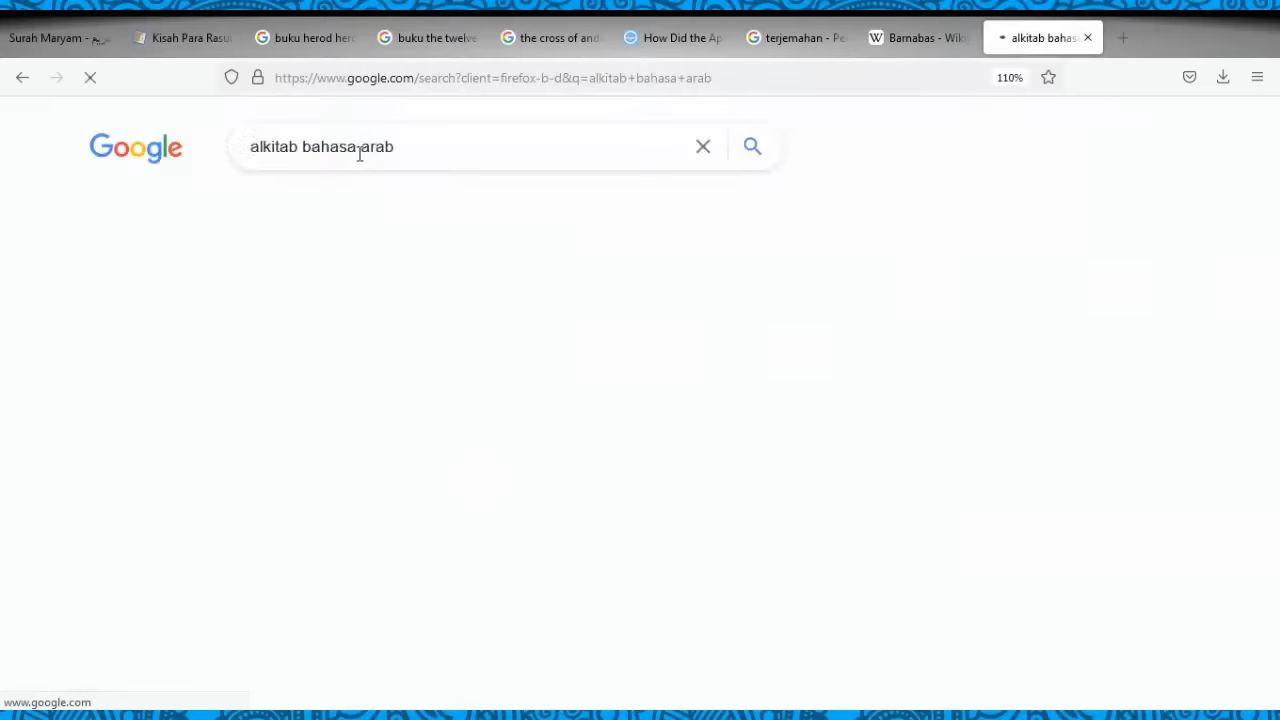 Surah Maryam -
Kisah Para Rasu
buku herod her
buku the twelve
the cross of and
How Did the Ap
terjemahan - Pe
Barnabas - Wik
alkitab bahas
https://www.google.com/search?client=firefox-b-d&q=alkitab+bahasa+arab
110%
Google
alkitab bahasa arab
www.google.com